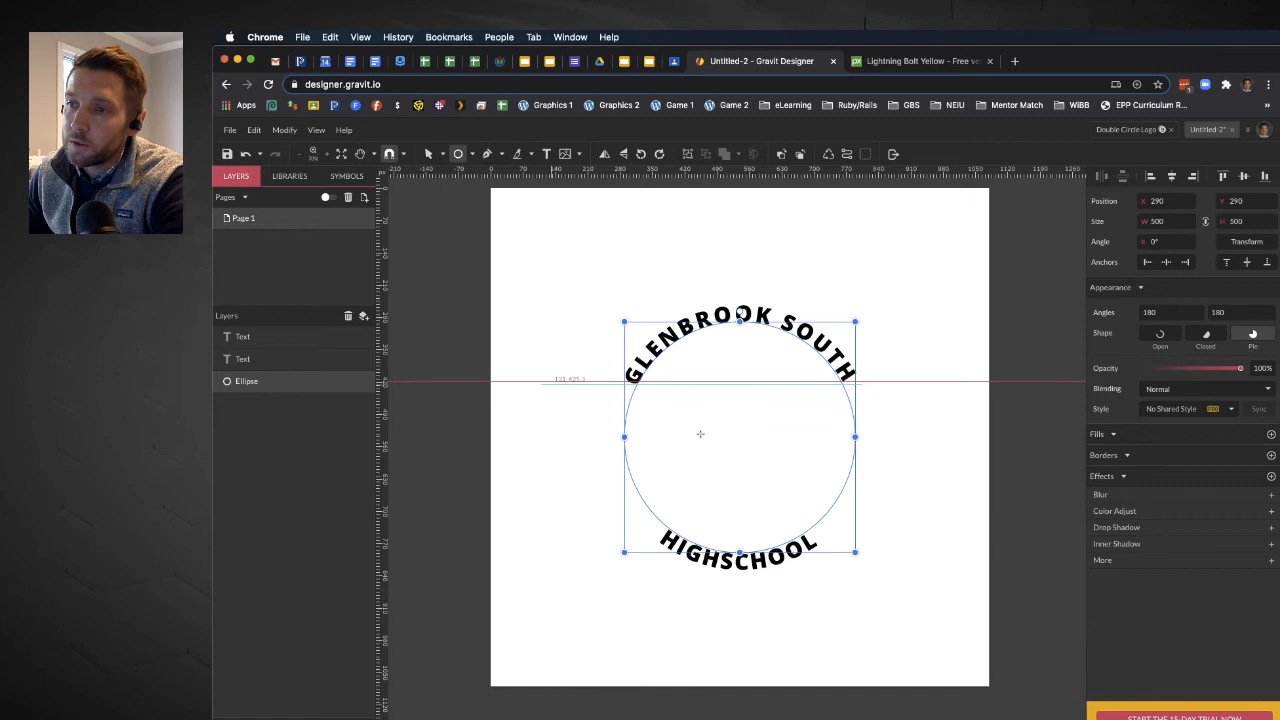 Chrome File Edit View History Bookmarks People Tab Window Help
Untitled-2 - Gravit Designer
Lightning Bolt Yellow - Free ve
designer.gravit.io
Apps
Graphics 1
Graphics 2
Game 1
Game 2
eLearning
Ruby/Rails
GBS
NEIU
Mentor Match
WiBB
EPP Curriculum R...
File Edit Modify View Help
Double Circle Logo
Untitled-2*
70%
LAYERS LIBRARIES SYMBOLS
Pages
Page 1
Layers
Text
Text
Ellipse
px
GLENBROOK SOUTH
131,425.3
HIGHSCHOOL
Position X 290 Y 290
Size W 500 H 500
Angle R 0° Transform
Anchors
Appearance
Angles 180 180
Shape
Open Closed Pie
Opacity 100%
Blending Normal
Style No Shared Style Sync
Fills
Borders
Effects
Blur
Color Adjust
Drop Shadow
Inner Shadow
More
START THE 15-DAY TRIAL NOW